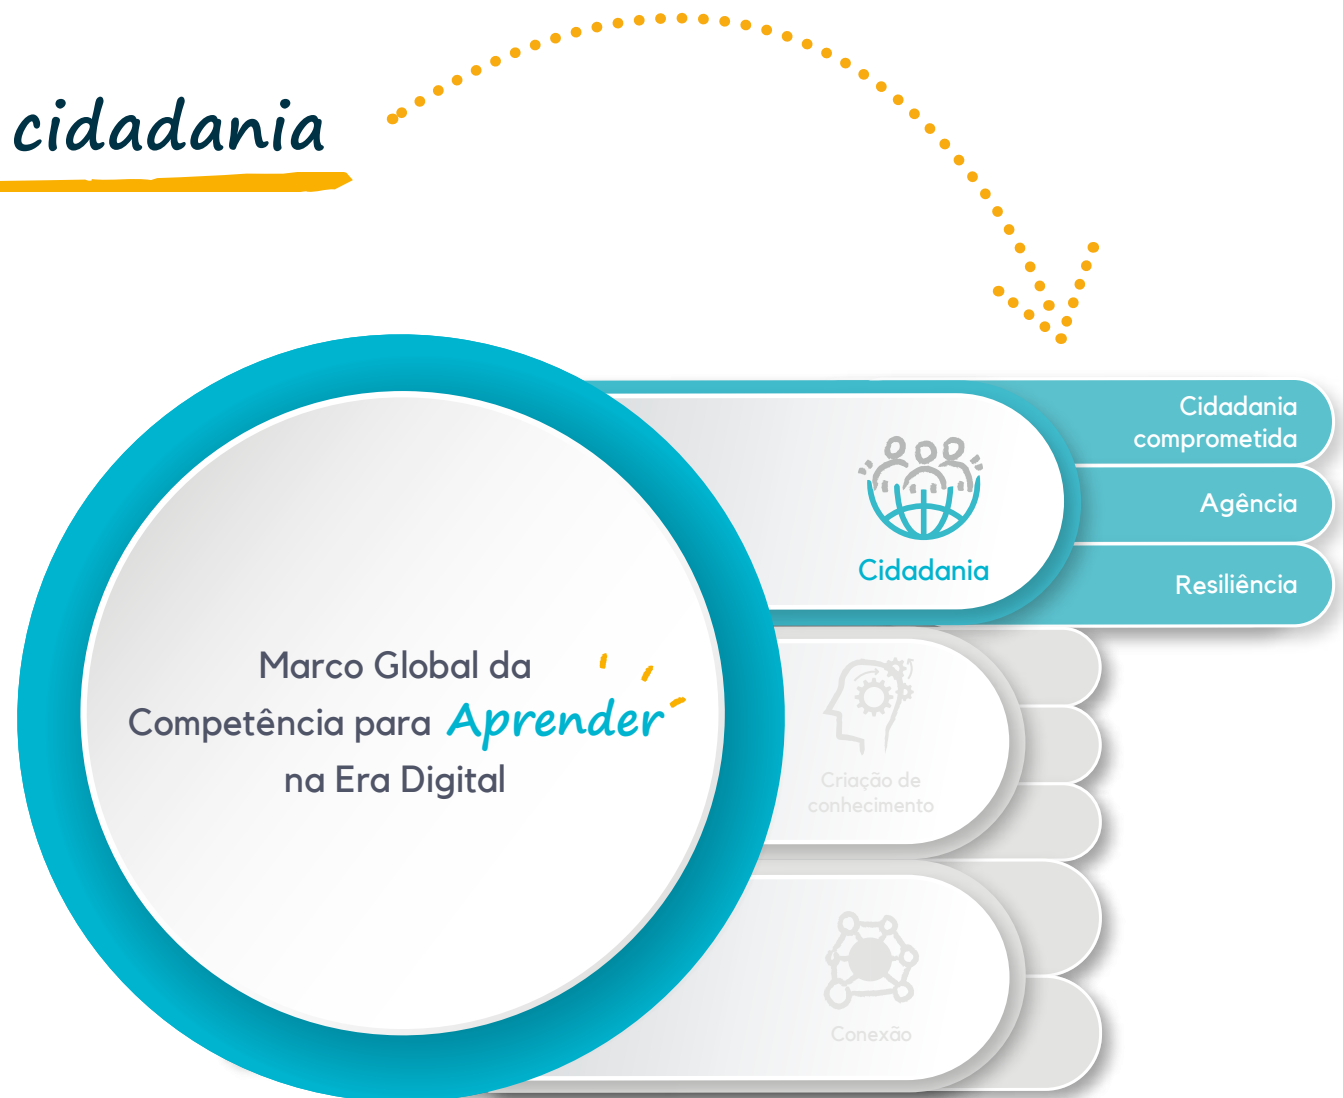 cidadania
Cidadania
comprometida
Agência
Resiliência
Cidadania
Marco Global da
Competência para Aprender
na Era Digital
Criação de
conhecimento
Conexão